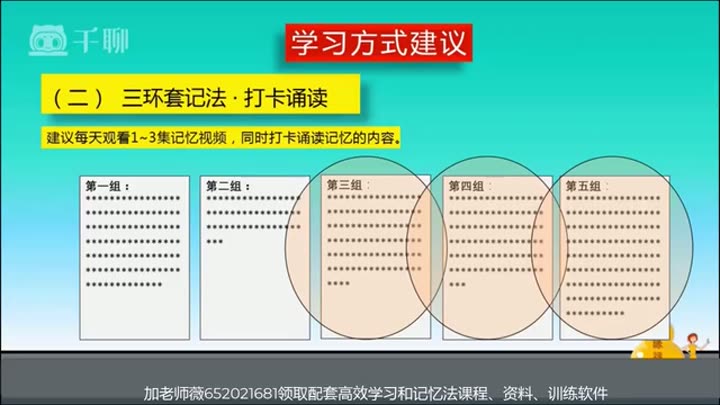 千聊
学习方式建议
（二） 三环套记法·打卡诵读
建议每天观看1~3集记忆视频，同时打卡诵读记忆的内容。
第一组：
第二组：
第三组：
第四组：
第五组：
加老师薇652021681领取配套高效学习和记忆法课程、资料、训练软件